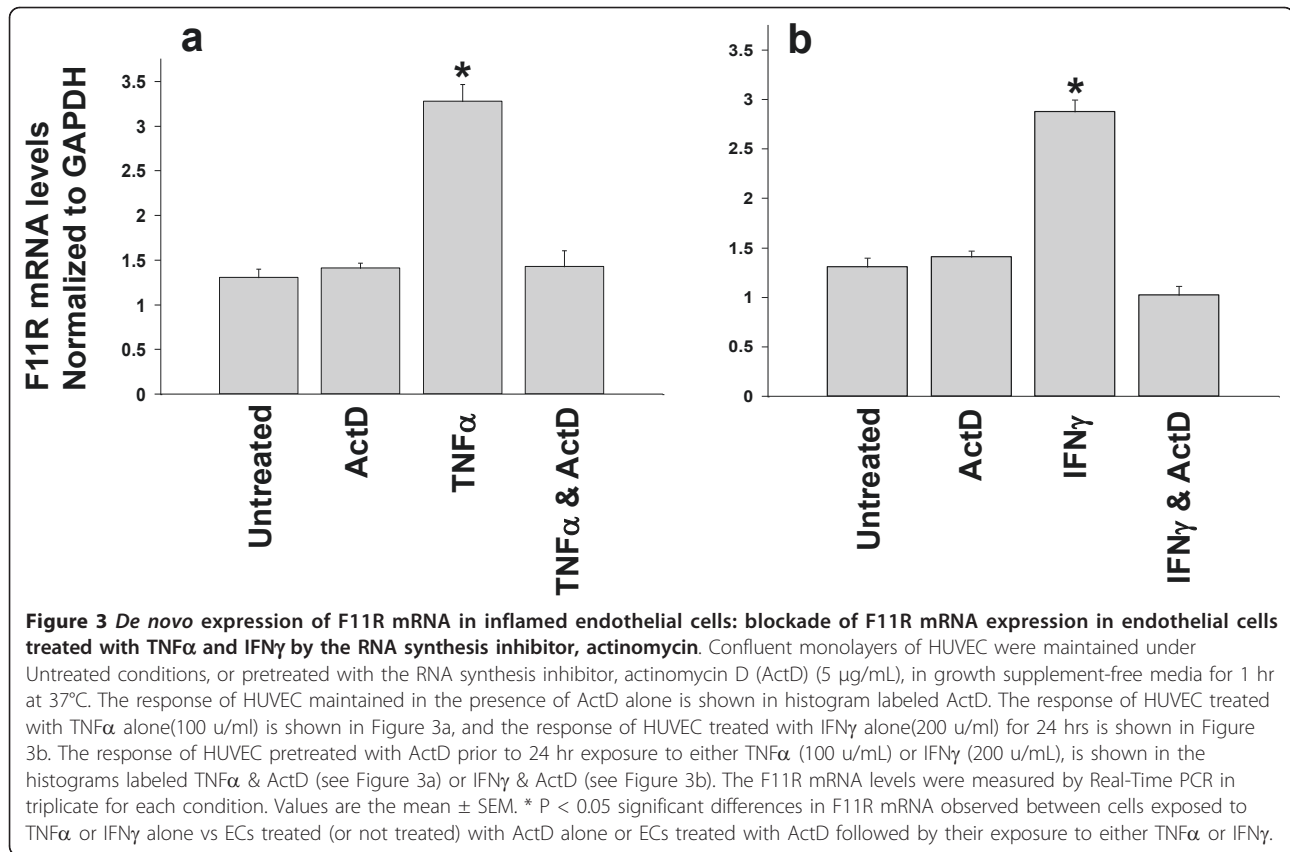 a
b
F11R mRNA levels
Normalized to GAPDH
3.5
3
2.5
2
1.5
1
0.5
0
*
Untreated
ActD
TNFα
TNFα & ActD
3.5
3
2.5
2
1.5
1
0.5
0
*
Untreated
ActD
IFNγ
IFNγ & ActD
Figure 3 De novo expression of F11R mRNA in inflamed endothelial cells: blockade of F11R mRNA expression in endothelial cells
treated with TNFα and IFNγ by the RNA synthesis inhibitor, actinomycin. Confluent monolayers of HUVEC were maintained under
Untreated conditions, or pretreated with the RNA synthesis inhibitor, actinomycin D (ActD) (5 μg/mL), in growth supplement-free media for 1 hr
at 37°C. The response of HUVEC maintained in the presence of ActD alone is shown in histogram labeled ActD. The response of HUVEC treated
with TNFα alone(100 u/ml) is shown in Figure 3a, and the response of HUVEC treated with IFNγ alone(200 u/ml) for 24 hrs is shown in Figure
3b. The response of HUVEC pretreated with ActD prior to 24 hr exposure to either TNFα (100 u/mL) or IFNγ (200 u/mL), is shown in the
histograms labeled TNFα & ActD (see Figure 3a) or IFNγ & ActD (see Figure 3b). The F11R mRNA levels were measured by Real-Time PCR in
triplicate for each condition. Values are the mean ± SEM. * P < 0.05 significant differences in F11R mRNA observed between cells exposed to
TNFα or IFNγ alone vs ECs treated (or not treated) with ActD alone or ECs treated with ActD followed by their exposure to either TNFα or IFNγ.